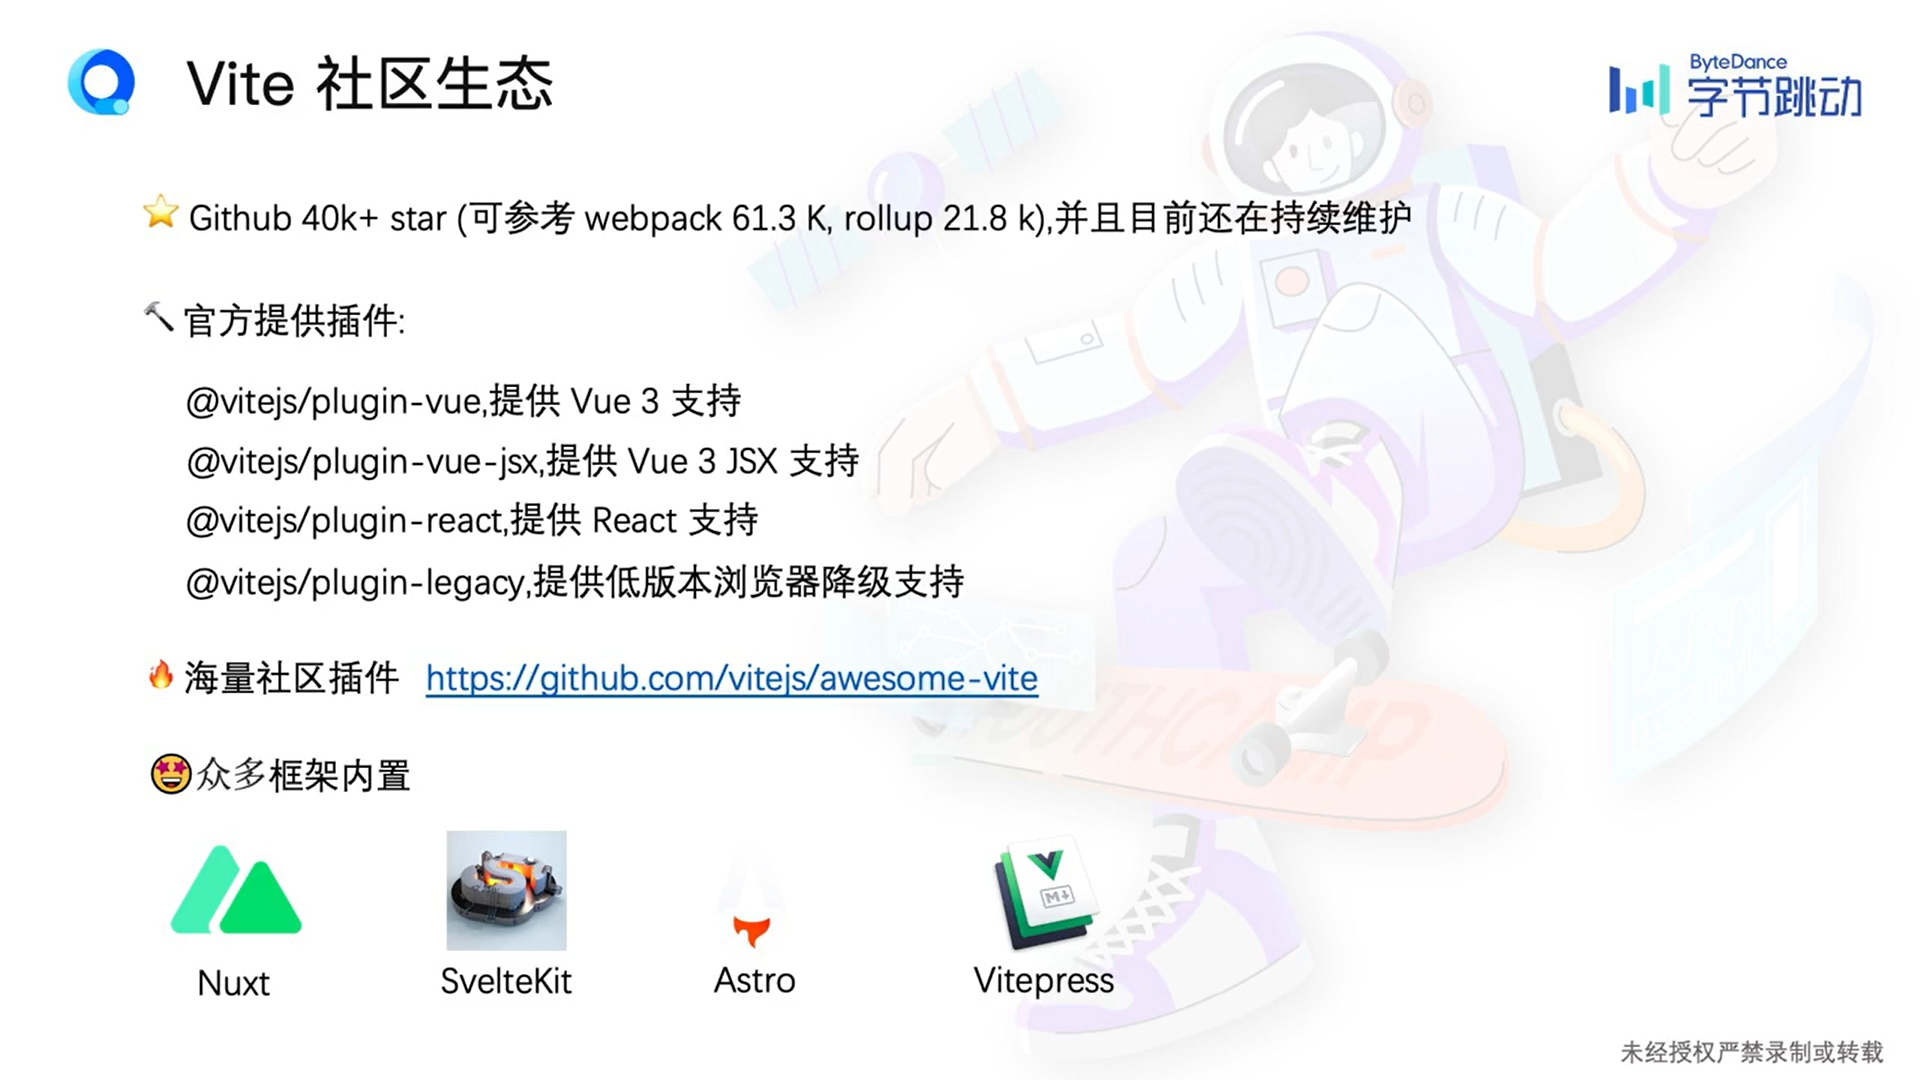 Vite 社区生态
ByteDance
字节跳动
Github 40k+ star (可参考 webpack 61.3 K, rollup 21.8 k),并且目前还在持续维护
官方提供插件:
@vitejs/plugin-vue,提供 Vue 3 支持
@vitejs/plugin-vue-jsx,提供 Vue 3 JSX 支持
@vitejs/plugin-react,提供 React 支持
@vitejs/plugin-legacy,提供低版本浏览器降级支持
海量社区插件 https://github.com/vitejs/awesome-vite
YOUTHCAMP
众多框架内置
M↓
Nuxt
SvelteKit
Astro
Vitepress
未经授权严禁录制或转载